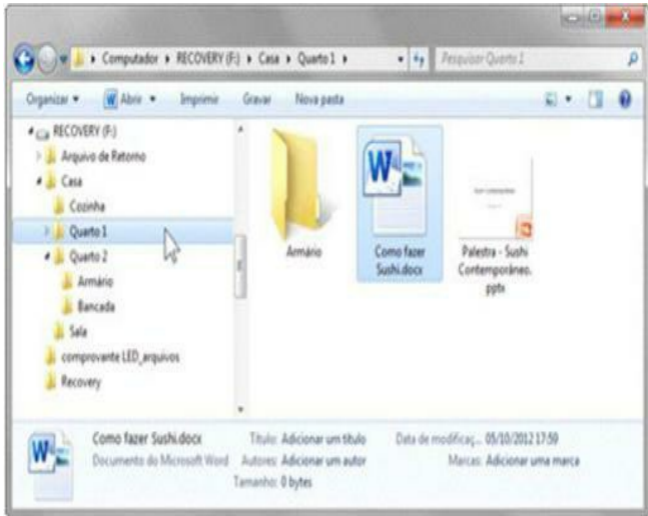 Computador ▸ RECOVERY (F:) ▸ Casa ▸ Quarto 1 ▸
Pesquisar Quarto 1
Organizar Abrir Imprimir Gravar Nova pasta
RECOVERY (F:)
Arquivo de Retorno
Casa
Cozinha
Quarto 1
Quarto 2
Armário
Bancada
Sala
comprovante LED_arquivos
Recovery
Armário
Como fazer
Sushi.docx
Palestra - Sushi
Contemporâneo.
pptx
Como fazer Sushi.docx
Documento do Microsoft Word
Título: Adicionar um título
Autores: Adicionar um autor
Tamanho: 0 bytes
Data de modificaç... 05/10/2012 17:59
Marcas: Adicionar uma marca